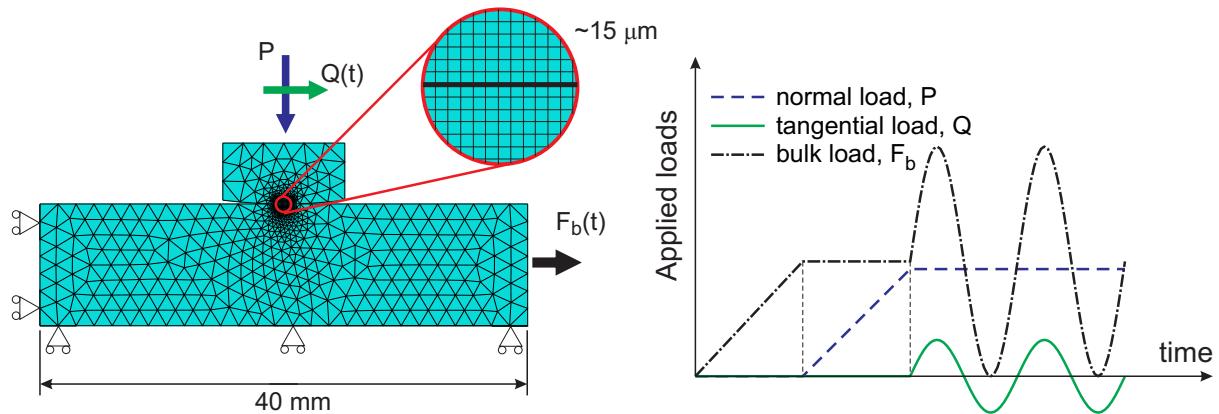 ~15 μm
P
Q(t)
F_b(t)
40 mm
Applied loads
normal load, P
tangential load, Q
bulk load, F_b
time